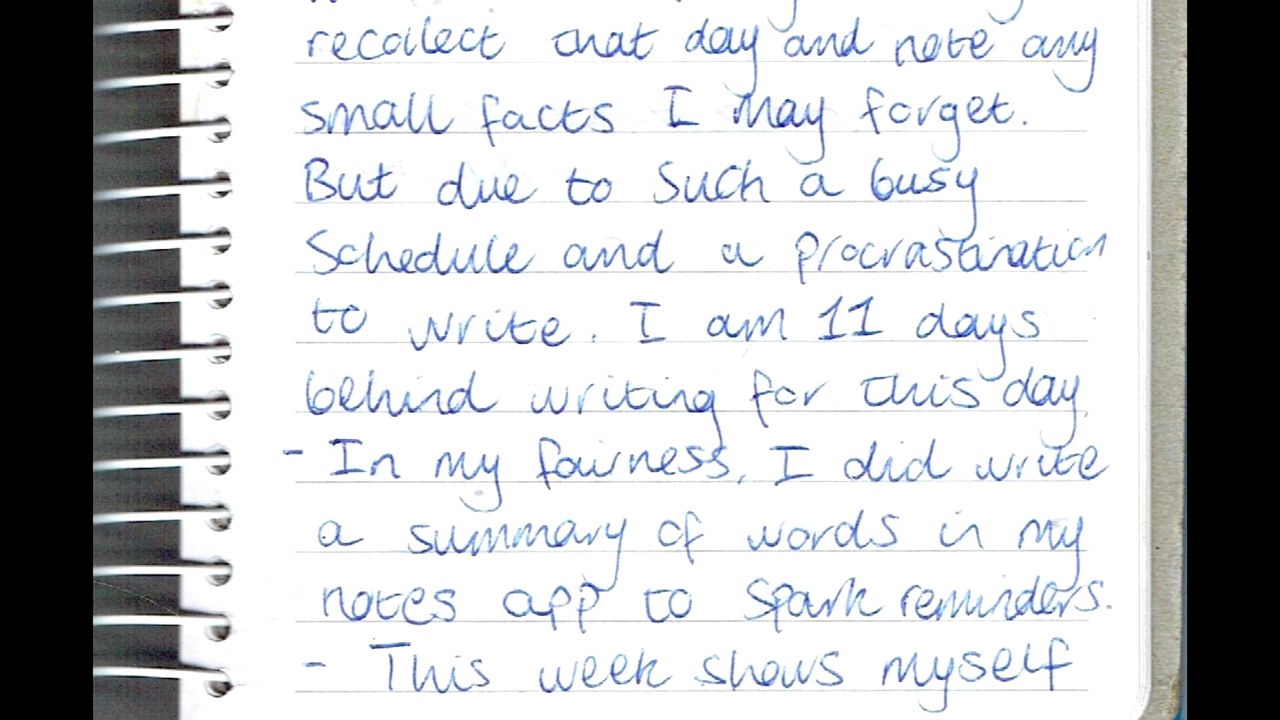 recollect that day and note any
small facts I may forget.
But due to such a busy
schedule and a procrastination
to write. I am 11 days
behind writing for this day.
- In my fairness, I did write
a summary of words in my
notes app to spark reminders.
- This week shows myself